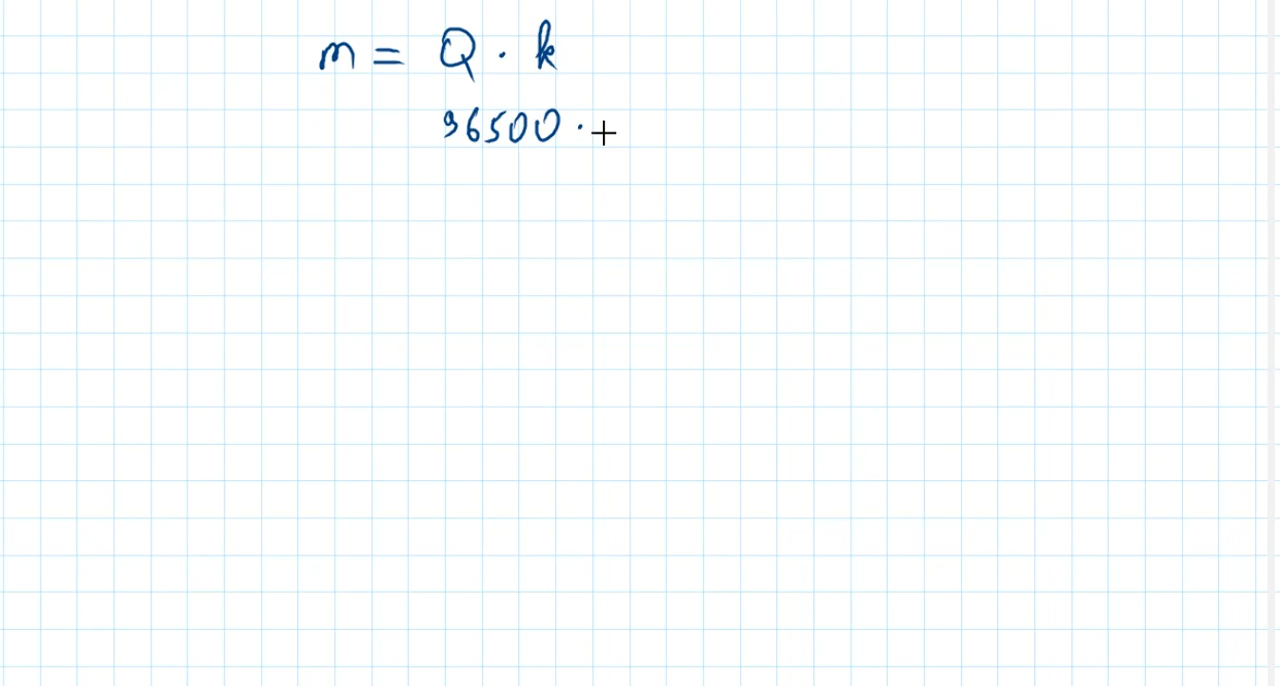 m = Q · k
96500 ·